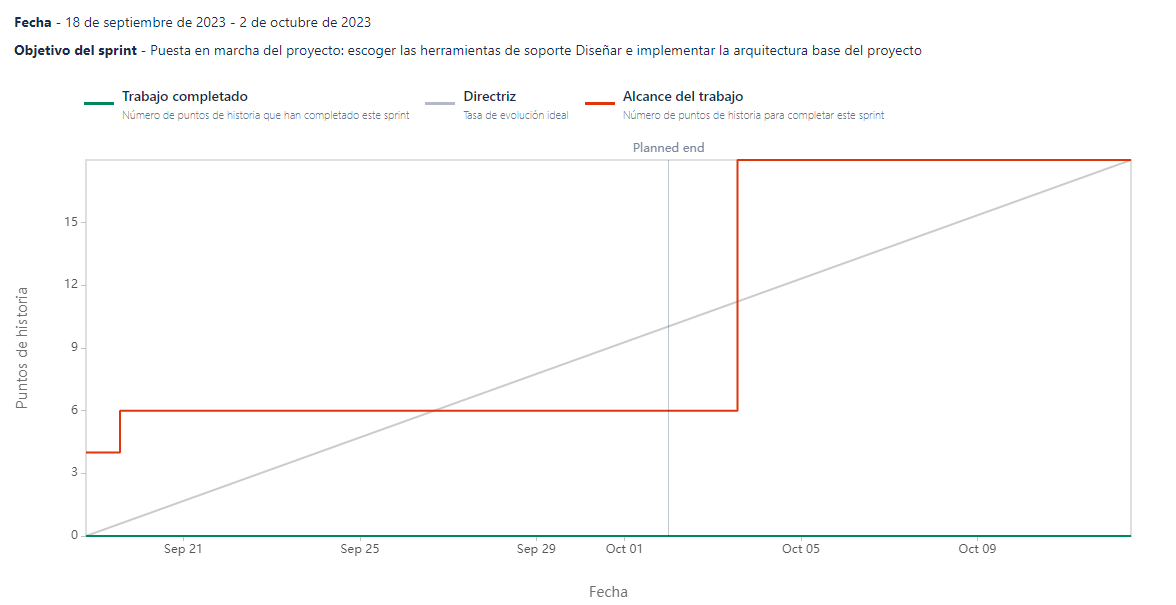 Fecha - 18 de septiembre de 2023 - 2 de octubre de 2023
Objetivo del sprint - Puesta en marcha del proyecto: escoger las herramientas de soporte Diseñar e implementar la arquitectura base del proyecto
Trabajo completado
Número de puntos de historia que han completado este sprint
Directriz
Tasa de evolución ideal
Alcance del trabajo
Número de puntos de historia para completar este sprint
Planned end
Puntos de historia
15
12
9
6
3
0
Sep 21
Sep 25
Sep 29
Oct 01
Oct 05
Oct 09
Fecha